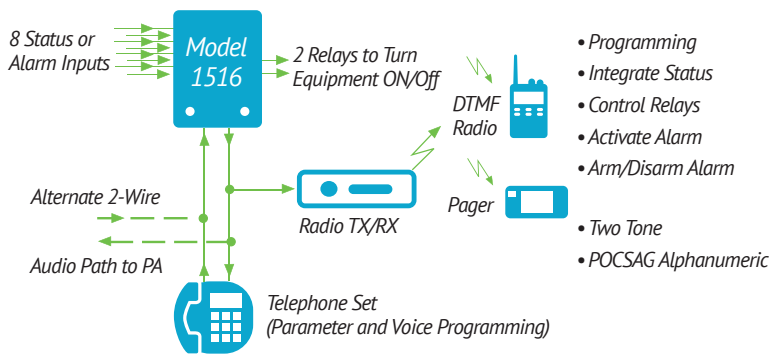 8 Status or
Alarm Inputs
Model
1516
2 Relays to Turn
Equipment ON/Off
DTMF
Radio
• Programming
• Integrate Status
• Control Relays
• Activate Alarm
• Arm/Disarm Alarm
Alternate 2-Wire
Radio TX/RX
Pager
• Two Tone
• POCSAG Alphanumeric
Audio Path to PA
Telephone Set
(Parameter and Voice Programming)